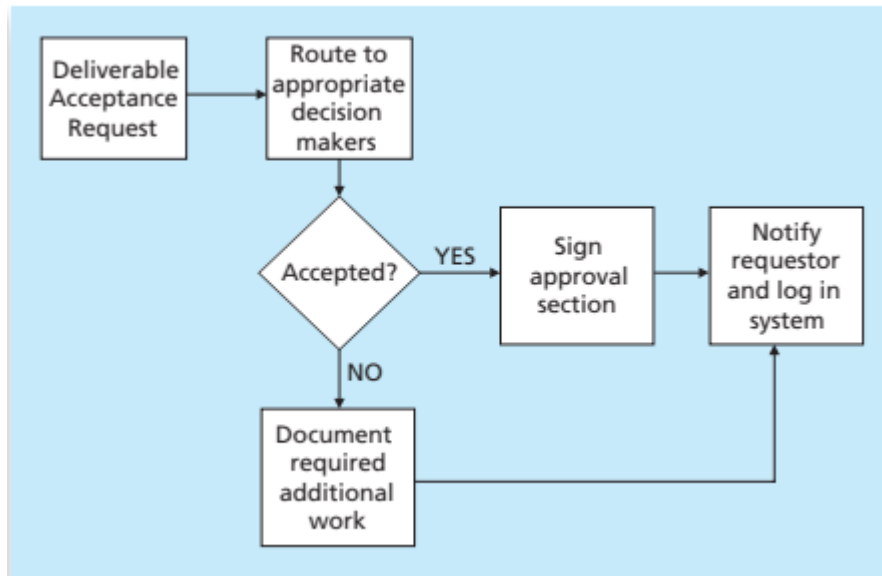 Deliverable
Acceptance
Request
Route to
appropriate
decision
makers
Accepted?
YES
Sign
approval
section
Notify
requestor
and log in
system
NO
Document
required
additional
work